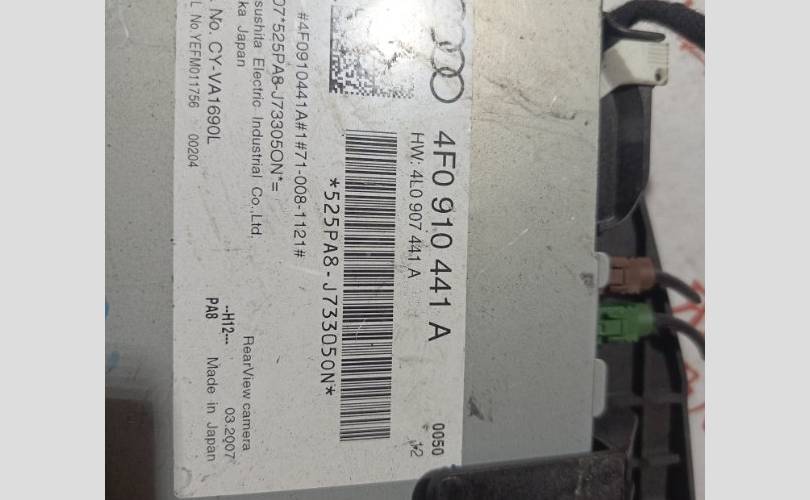 4F0 910 441 A 0050
HW: 4L0 907 441 A 12
*525PA8-J73305ON*
#4F0910441A#1#71-008-1121#
07*525PA8-J73305ON*=
sushita Electric Industrial Co.,Ltd.
ka Japan
RearView camera
03.2007
--H12---
PA8 Made in Japan
. No. CY-VA1690L
L No YEFM011756 00204